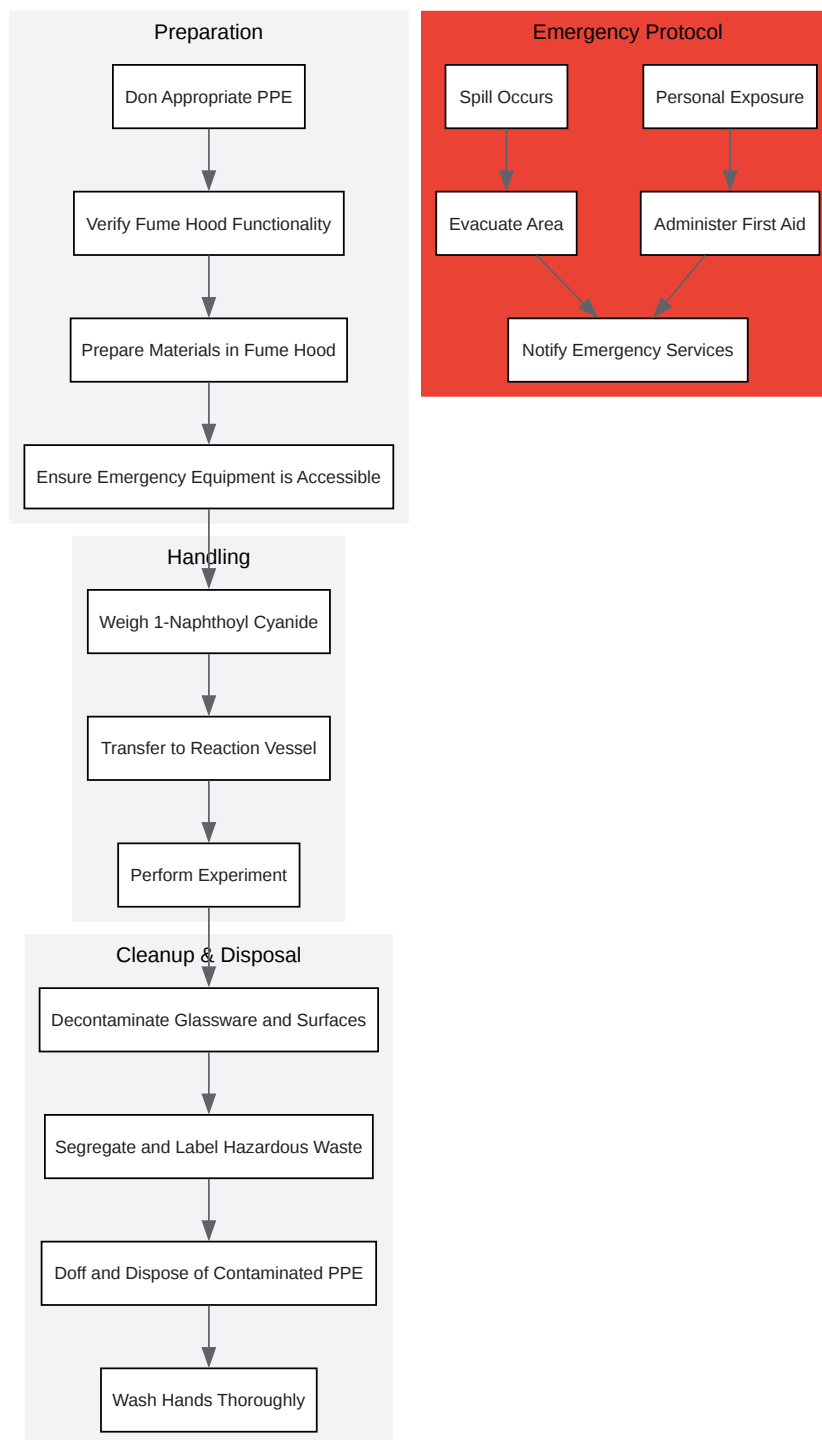 Preparation
Don Appropriate PPE
Verify Fume Hood Functionality
Prepare Materials in Fume Hood
Ensure Emergency Equipment is Accessible
Handling
Weigh 1-Naphthoyl Cyanide
Transfer to Reaction Vessel
Perform Experiment
Cleanup & Disposal
Decontaminate Glassware and Surfaces
Segregate and Label Hazardous Waste
Doff and Dispose of Contaminated PPE
Wash Hands Thoroughly
Emergency Protocol
Spill Occurs
Personal Exposure
Evacuate Area
Administer First Aid
Notify Emergency Services